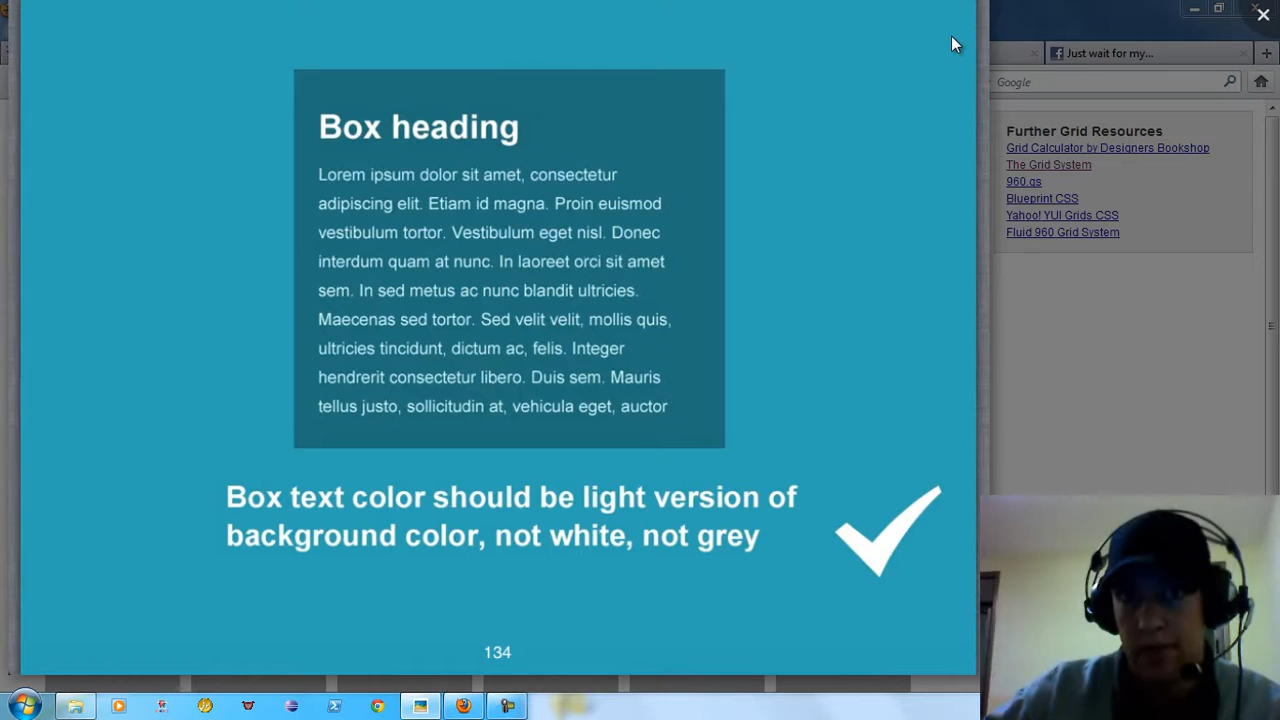 Just wait for my...
Google
Box heading
Lorem ipsum dolor sit amet, consectetur
adipiscing elit. Etiam id magna. Proin euismod
vestibulum tortor. Vestibulum eget nisl. Donec
interdum quam at nunc. In laoreet orci sit amet
sem. In sed metus ac nunc blandit ultricies.
Maecenas sed tortor. Sed velit velit, mollis quis,
ultricies tincidunt, dictum ac, felis. Integer
hendrerit consectetur libero. Duis sem. Mauris
tellus justo, sollicitudin at, vehicula eget, auctor
Box text color should be light version of
background color, not white, not grey
134
Further Grid Resources
Grid Calculator by Designers Bookshop
The Grid System
960.gs
Blueprint CSS
Yahoo! YUI Grids CSS
Fluid 960 Grid System